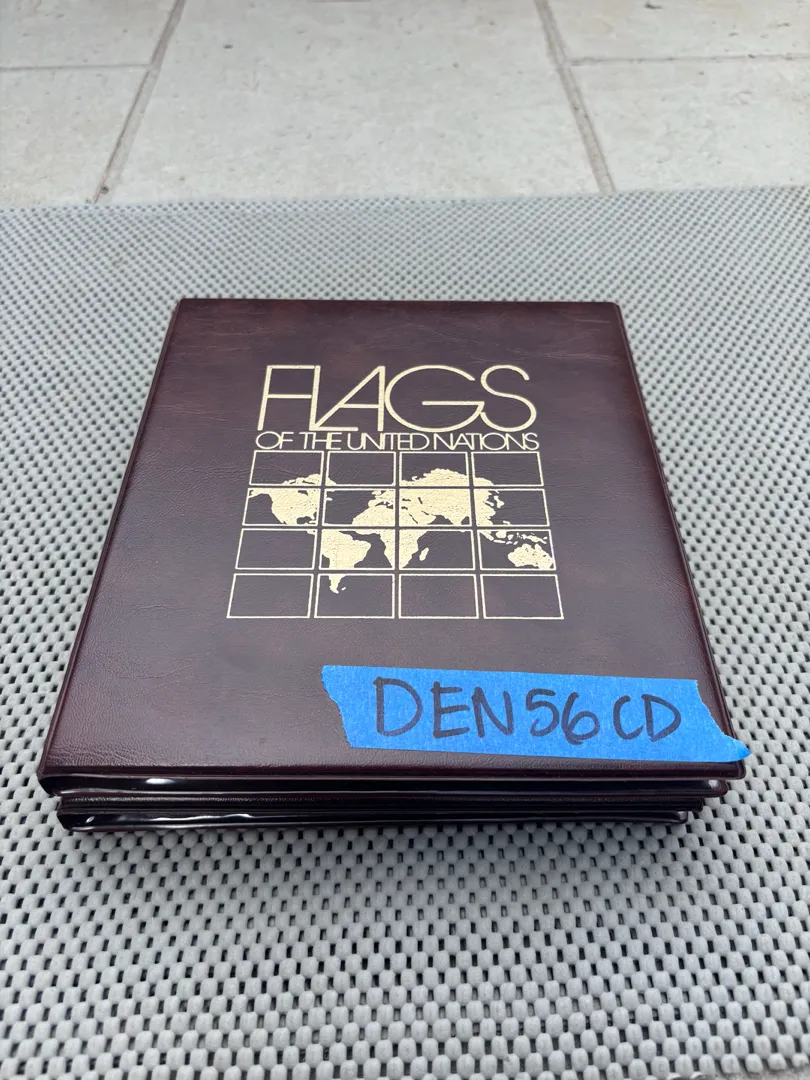 FLAGS
OF THE UNITED NATIONS
DEN56CD